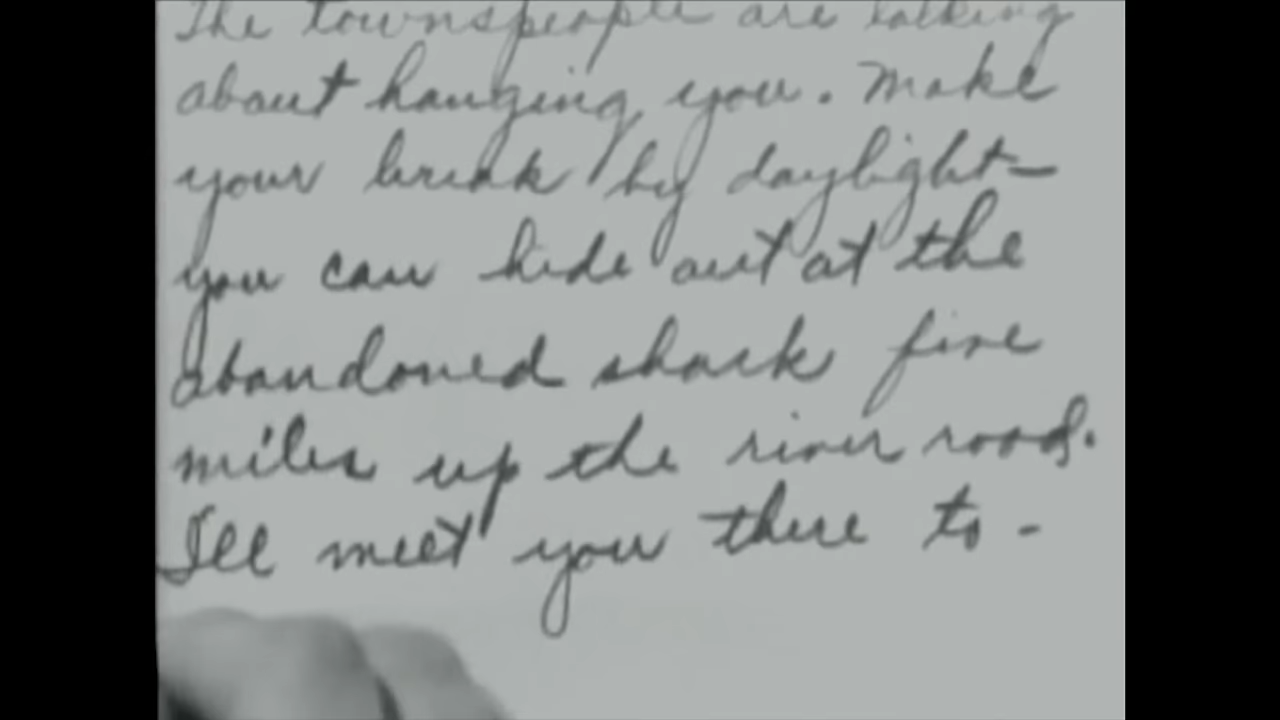 The townspeople are talking
about hanging you. Make
your break by daylight—
you can hide out at the
abandoned shack five
miles up the river road.
I'll meet you there to-